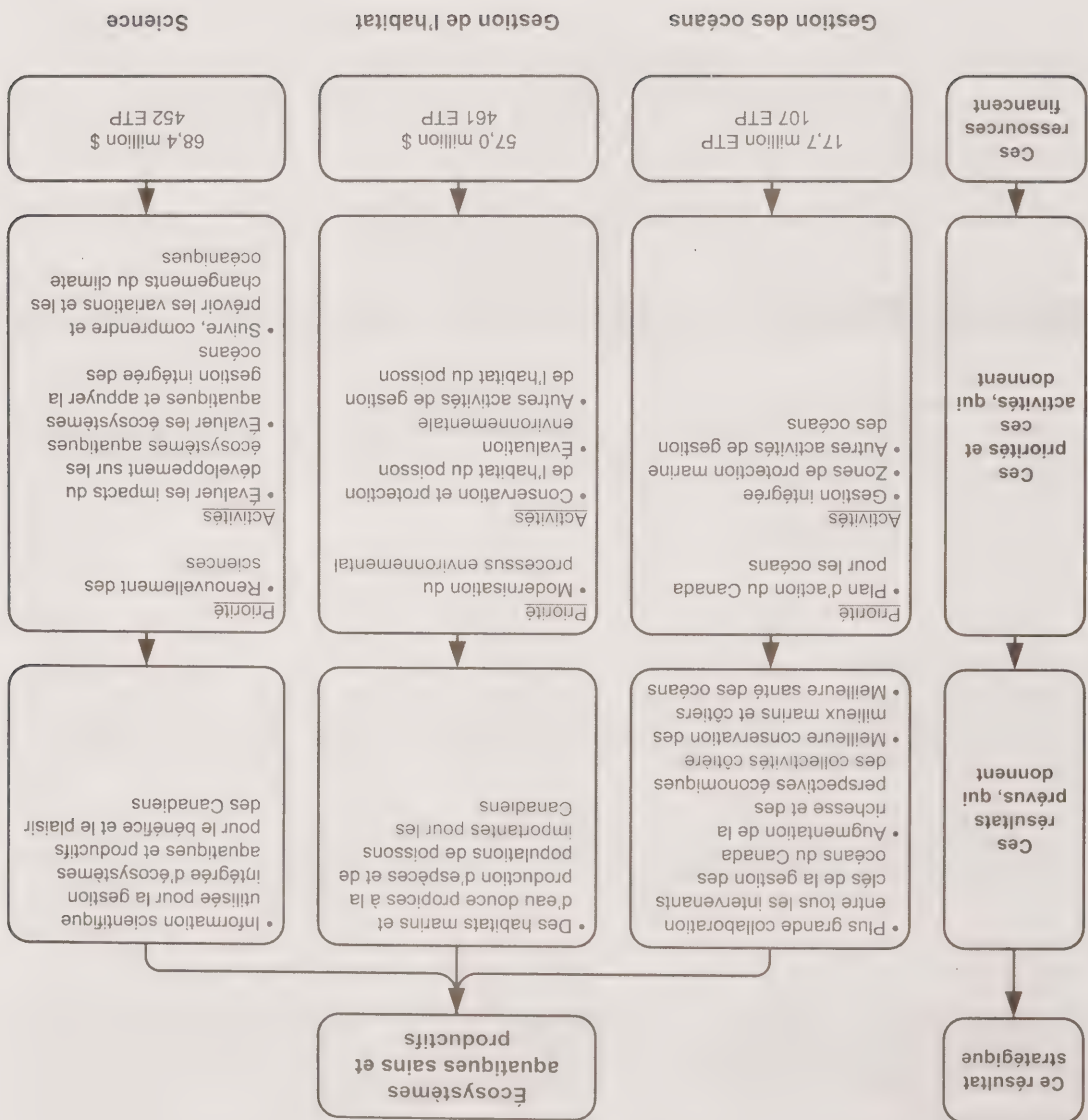 Ce résultat
stratégique
Écosystèmes
aquatiques sains et
productifs
Ces
résultats
prévus, qui
donnent
• Plus grande collaboration
entre tous les intervenants
clés de la gestion des
océans du Canada
• Augmentation de la
richesse et des
perspectives économiques
des collectivités côtière
• Meilleure conservation des
milieux marins et côtiers
• Meilleure santé des océans
• Des habitats marins et
d'eau douce propices à la
production d'espèces et de
populations de poissons
importantes pour les
Canadiens
• Information scientifique
utilisée pour la gestion
intégrée d'écosystèmes
aquatiques et productifs
pour le bénéfice et le plaisir
des Canadiens
Ces
priorités et
ces
activités, qui
donnent
Priorité
• Plan d'action du Canada
pour les océans
Activités
• Gestion intégrée
• Zones de protection marine
• Autres activités de gestion
des océans
Priorité
• Modernisation du
processus environnemental
Activités
• Conservation et protection
de l'habitat du poisson
• Évaluation
environnementale
• Autres activités de gestion
de l'habitat du poisson
Priorité
• Renouvellement des
sciences
Activités
• Évaluer les impacts du
développement sur les
écosystèmes aquatiques
• Évaluer les écosystèmes
aquatiques et appuyer la
gestion intégrée des
océans
• Suivre, comprendre et
prévoir les variations et les
changements du climate
océaniques
Ces
ressources
financent
17,7 million ETP
107 ETP
57,0 million $
461 ETP
68,4 million $
452 ETP
Gestion des océans
Gestion de l'habitat
Science